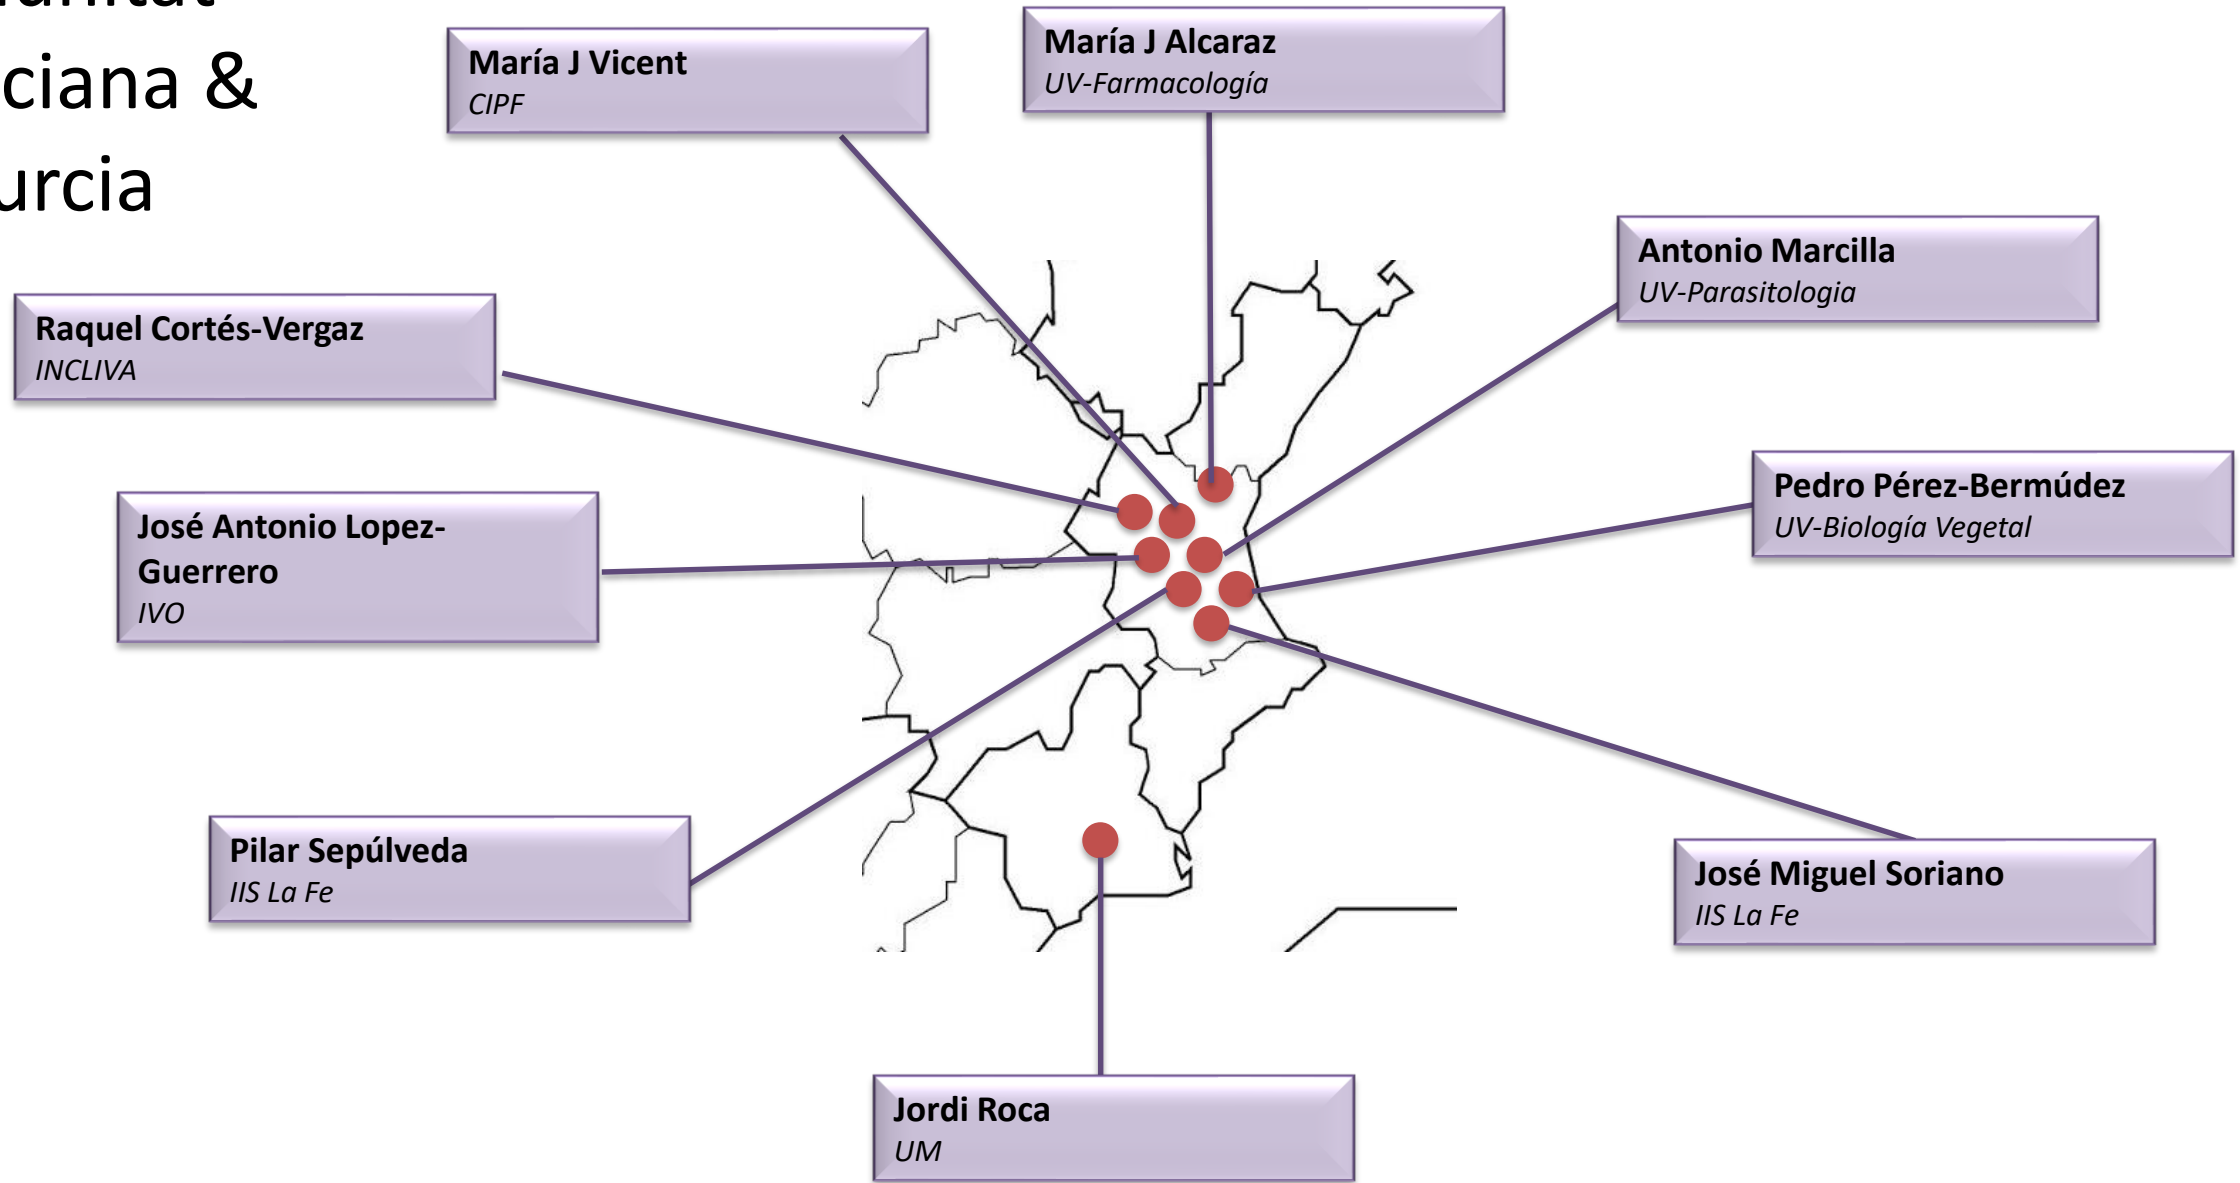 ciana &
urcia
María J Vicent
CIPF
María J Alcaraz
UV-Farmacología
Antonio Marcilla
UV-Parasitologia
Raquel Cortés-Vergaz
INCLIVA
Pedro Pérez-Bermúdez
UV-Biología Vegetal
José Antonio Lopez-
Guerrero
IVO
Pilar Sepúlveda
IIS La Fe
José Miguel Soriano
IIS La Fe
Jordi Roca
UM